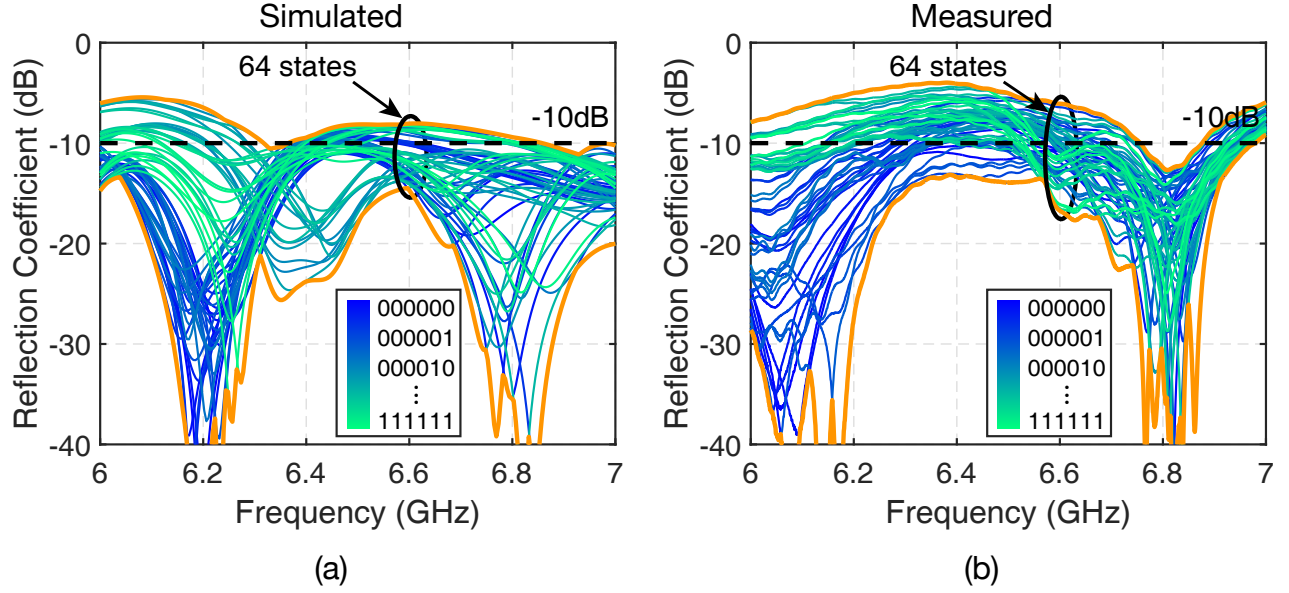 Simulated
0
-10
-20
-30
-40
Reflection Coefficient (dB)
64 states
-10dB
000000
000001
000010
⋮
111111
6
6.2
6.4
6.6
6.8
7
Frequency (GHz)
(a)
Measured
0
-10
-20
-30
-40
Reflection Coefficient (dB)
64 states
-10dB
000000
000001
000010
⋮
111111
6
6.2
6.4
6.6
6.8
7
Frequency (GHz)
(b)